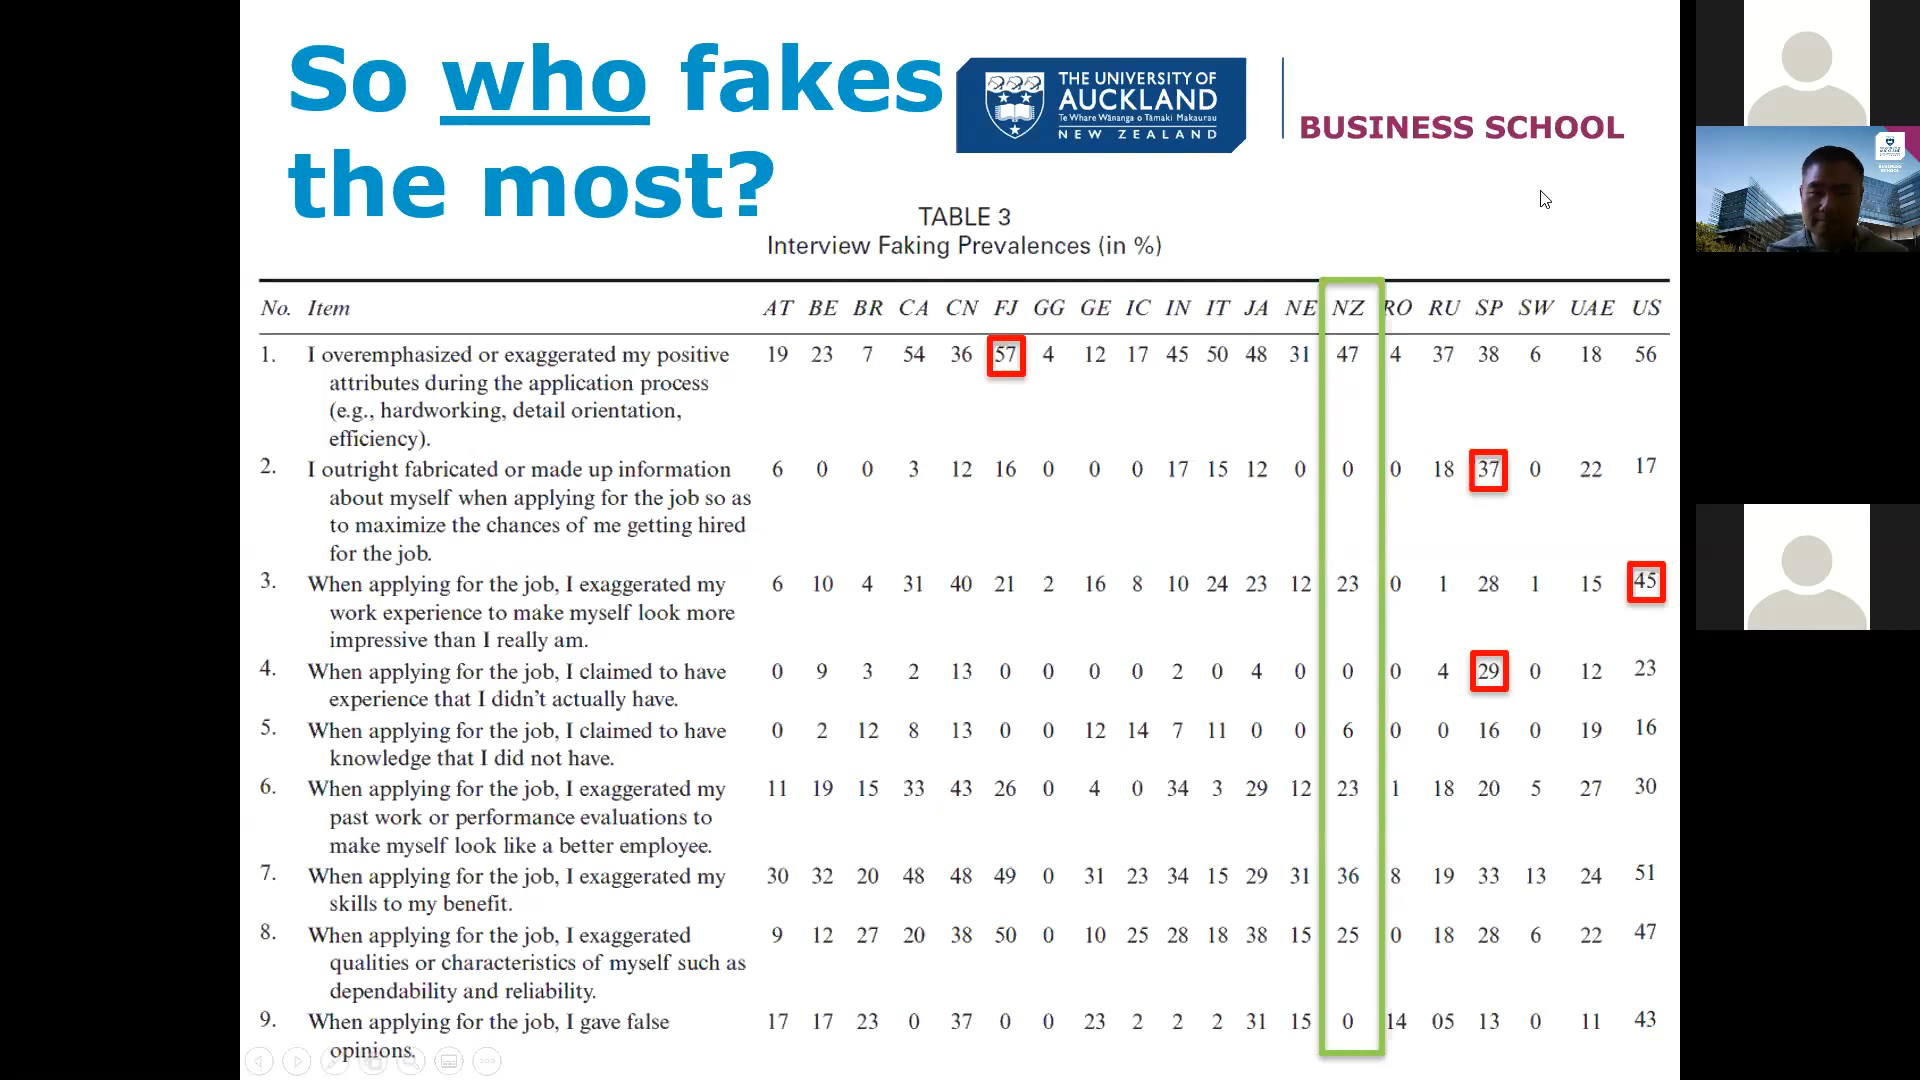 So who fakes
the most?
THE UNIVERSITY OF
AUCKLAND
Te Whare Wānanga o Tāmaki Makaurau
NEW ZEALAND
BUSINESS SCHOOL
TABLE 3
Interview Faking Prevalences (in %)
No. Item AT BE BR CA CN FJ GG GE IC IN IT JA NE NZ RO RU SP SW UAE US
1. I overemphasized or exaggerated my positive 19 23 7 54 36 57 4 12 17 45 50 48 31 47 4 37 38 6 18 56
attributes during the application process
(e.g., hardworking, detail orientation,
efficiency).
2. I outright fabricated or made up information 6 0 0 3 12 16 0 0 0 17 15 12 0 0 0 18 37 0 22 17
about myself when applying for the job so as
to maximize the chances of me getting hired
for the job.
3. When applying for the job, I exaggerated my 6 10 4 31 40 21 2 16 8 10 24 23 12 23 0 1 28 1 15 45
work experience to make myself look more
impressive than I really am.
4. When applying for the job, I claimed to have 0 9 3 2 13 0 0 0 0 2 0 4 0 0 0 4 29 0 12 23
experience that I didn't actually have.
5. When applying for the job, I claimed to have 0 2 12 8 13 0 0 12 14 7 11 0 0 6 0 0 16 0 19 16
knowledge that I did not have.
6. When applying for the job, I exaggerated my 11 19 15 33 43 26 0 4 0 34 3 29 12 23 1 18 20 5 27 30
past work or performance evaluations to
make myself look like a better employee.
7. When applying for the job, I exaggerated my 30 32 20 48 48 49 0 31 23 34 15 29 31 36 8 19 33 13 24 51
skills to my benefit.
8. When applying for the job, I exaggerated 9 12 27 20 38 50 0 10 25 28 18 38 15 25 0 18 28 6 22 47
qualities or characteristics of myself such as
dependability and reliability.
9. When applying for the job, I gave false 17 17 23 0 37 0 0 23 2 2 2 31 15 0 14 05 13 0 11 43
opinions.